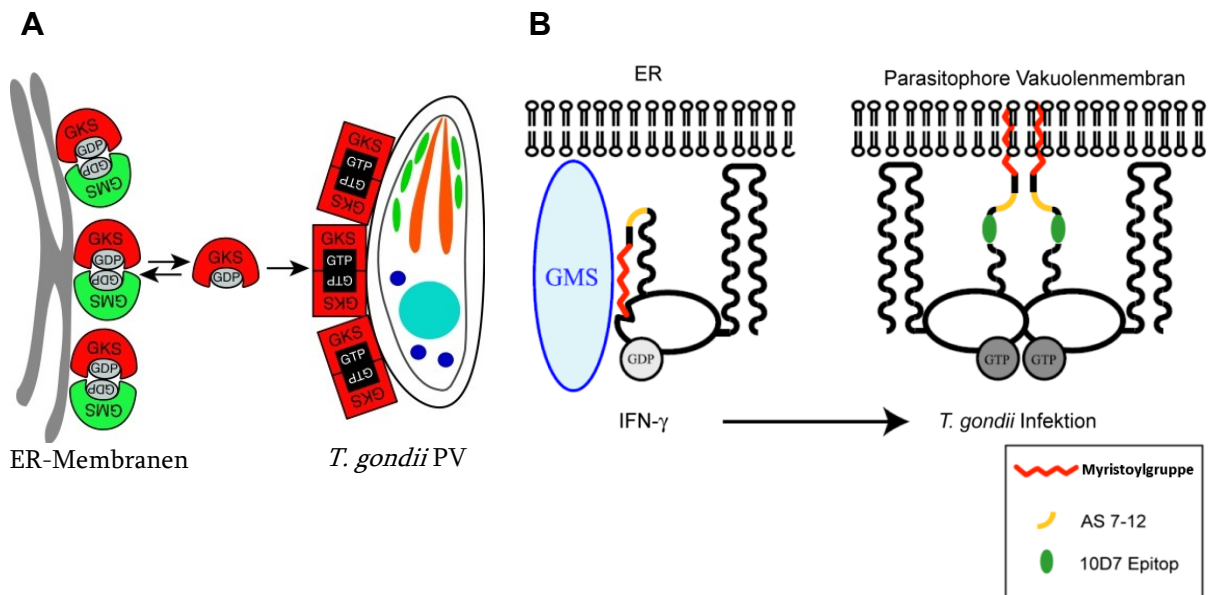 A
GKS
GDP
GDP
GMS
GKS
GDP
GDP
GMS
GKS
GDP
GDP
GMS
GKS
GDP
GKS
GTP
GTP
GKS
GKS
GTP
GTP
GKS
GKS
GTP
GTP
GKS
ER-Membranen
T. gondii PV
B
ER
Parasitophore Vakuolenmembran
GMS
GDP
GTP
GTP
IFN-γ
T. gondii Infektion
Myristoylgruppe
AS 7-12
10D7 Epitop